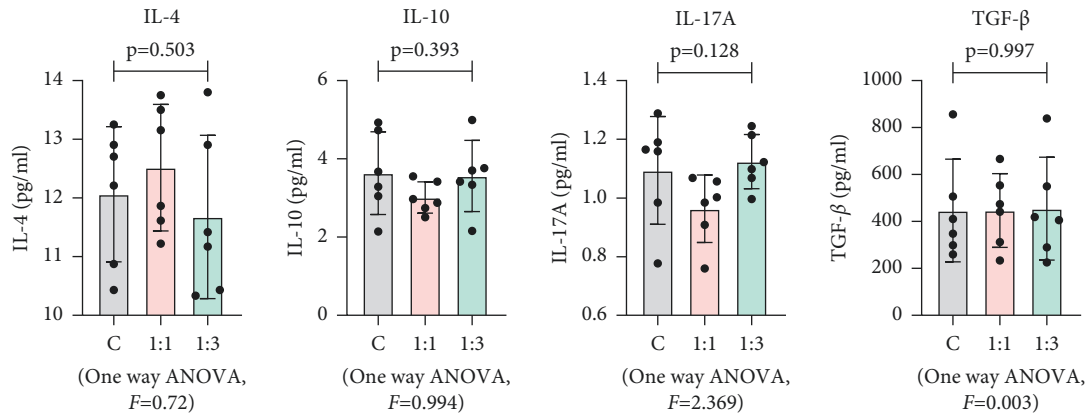 IL-4
p=0.503
14
13
12
11
10
IL-4 (pg/ml)
C 1:1 1:3
(One way ANOVA,
F=0.72)
IL-10
p=0.393
6
4
2
0
IL-10 (pg/ml)
C 1:1 1:3
(One way ANOVA,
F=0.994)
IL-17A
p=0.128
1.4
1.2
1.0
0.8
0.6
IL-17A (pg/ml)
C 1:1 1:3
(One way ANOVA,
F=2.369)
TGF-β
p=0.997
1000
800
600
400
200
0
TGF-β (pg/ml)
C 1:1 1:3
(One way ANOVA,
F=0.003)